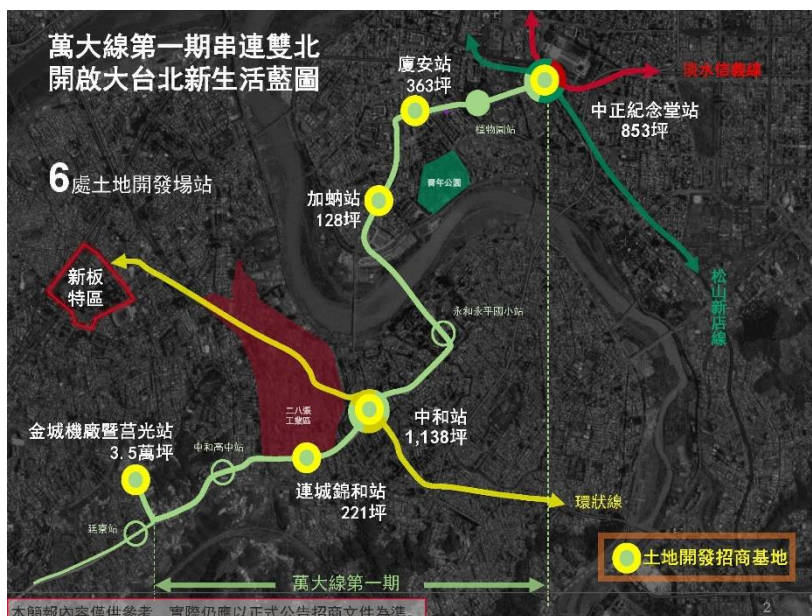 萬大線第一期串連雙北
開啟大台北新生活藍圖
6處土地開發場站
廈安站
363坪
植物園站
淡水信義線
中正紀念堂站
853坪
青年公園
加蚋站
128坪
新板
特區
松山新店線
永和永平國小站
二八張
工業區
中和站
1,138坪
金城機廠暨莒光站
3.5萬坪
中和高中站
連城錦和站
221坪
環狀線
廷寮站
土地開發招商基地
萬大線第一期
本簡報內容僅供參考，實際仍應以正式公告招商文件為準。
2